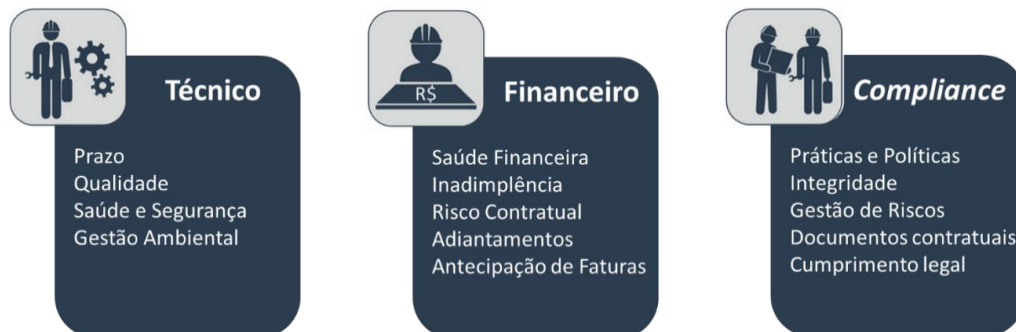 Técnico
Prazo
Qualidade
Saúde e Segurança
Gestão Ambiental
R$
Financeiro
Saúde Financeira
Inadimplência
Risco Contratual
Adiantamentos
Antecipação de Faturas
Compliance
Práticas e Políticas
Integridade
Gestão de Riscos
Documentos contratuais
Cumprimento legal